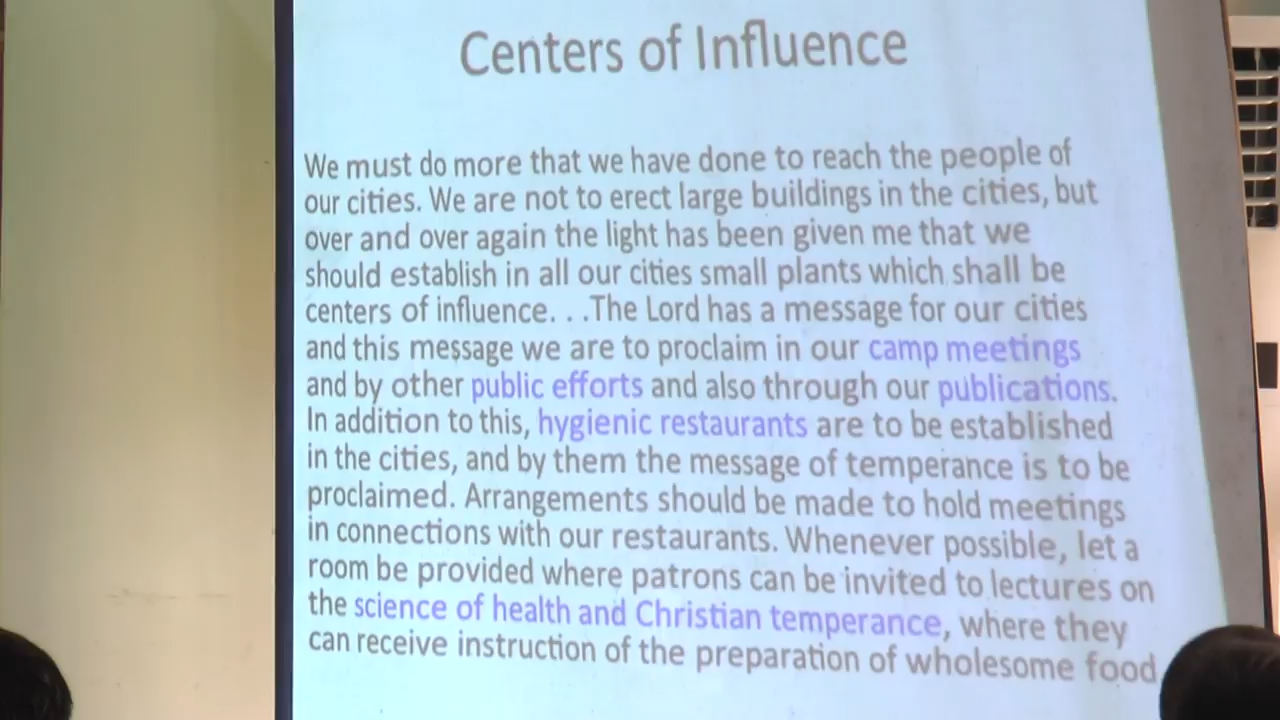 Centers of Influence
We must do more that we have done to reach the people of
our cities. We are not to erect large buildings in the cities, but
over and over again the light has been given me that we
should establish in all our cities small plants which shall be
centers of influence. . .The Lord has a message for our cities
and this message we are to proclaim in our camp meetings
and by other public efforts and also through our publications.
In addition to this, hygienic restaurants are to be established
in the cities, and by them the message of temperance is to be
proclaimed. Arrangements should be made to hold meetings
in connections with our restaurants. Whenever possible, let a
room be provided where patrons can be invited to lectures on
the science of health and Christian temperance, where they
can receive instruction of the preparation of wholesome food